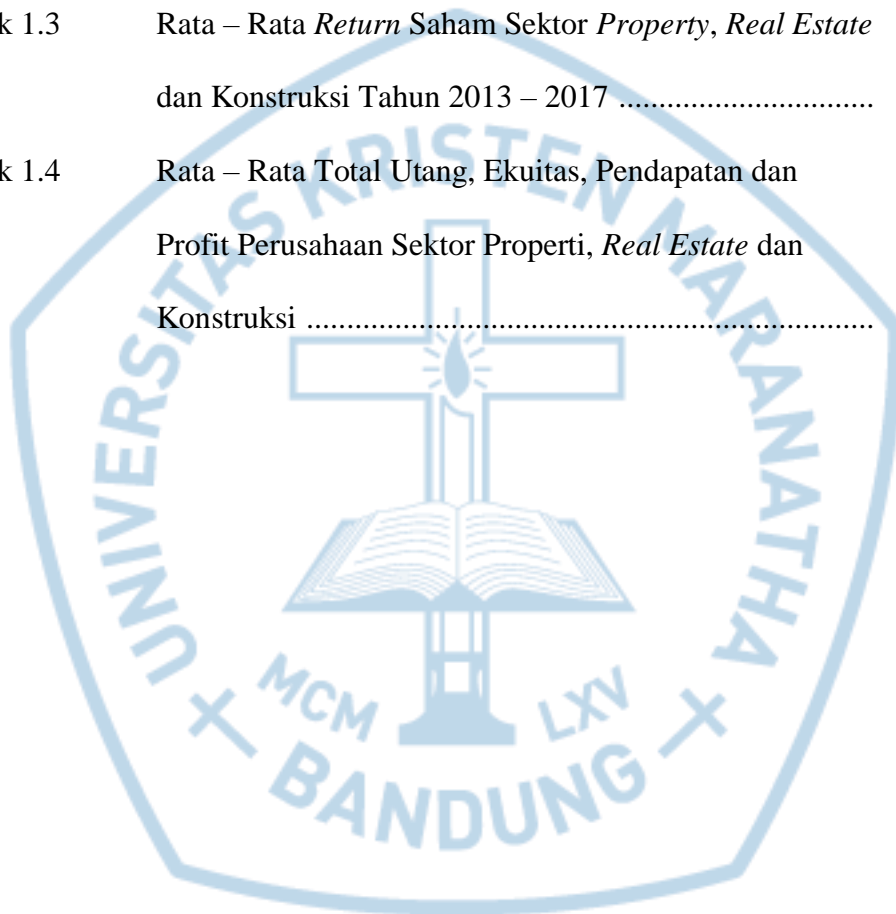 k 1.3 Rata – Rata Return Saham Sektor Property, Real Estate
dan Konstruksi Tahun 2013 – 2017 ................................
k 1.4 Rata – Rata Total Utang, Ekuitas, Pendapatan dan
Profit Perusahaan Sektor Properti, Real Estate dan
Konstruksi .......................................................................
UNIVERSITAS KRISTEN MARANATHA
MCM LXV
BANDUNG